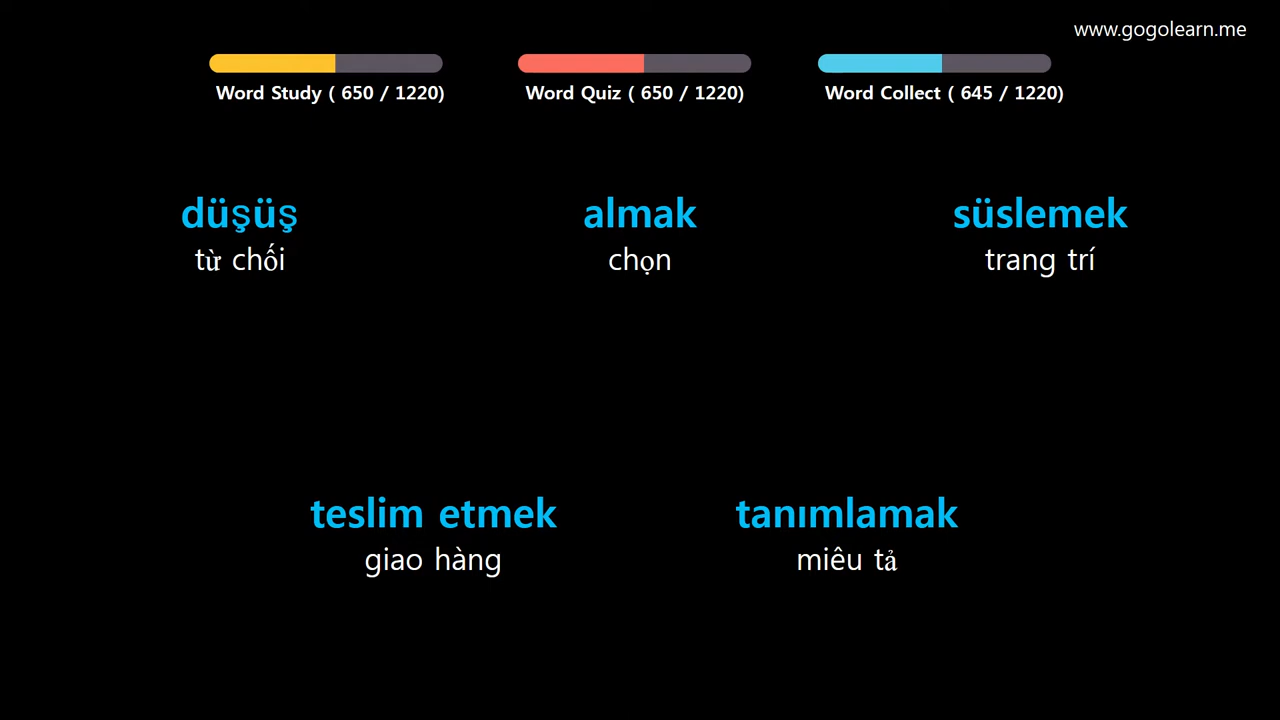 www.gogolearn.me
Word Study ( 650 / 1220)
Word Quiz ( 650 / 1220)
Word Collect ( 645 / 1220)
düşüş
từ chối
almak
chọn
süslemek
trang trí
teslim etmek
giao hàng
tanımlamak
miêu tả